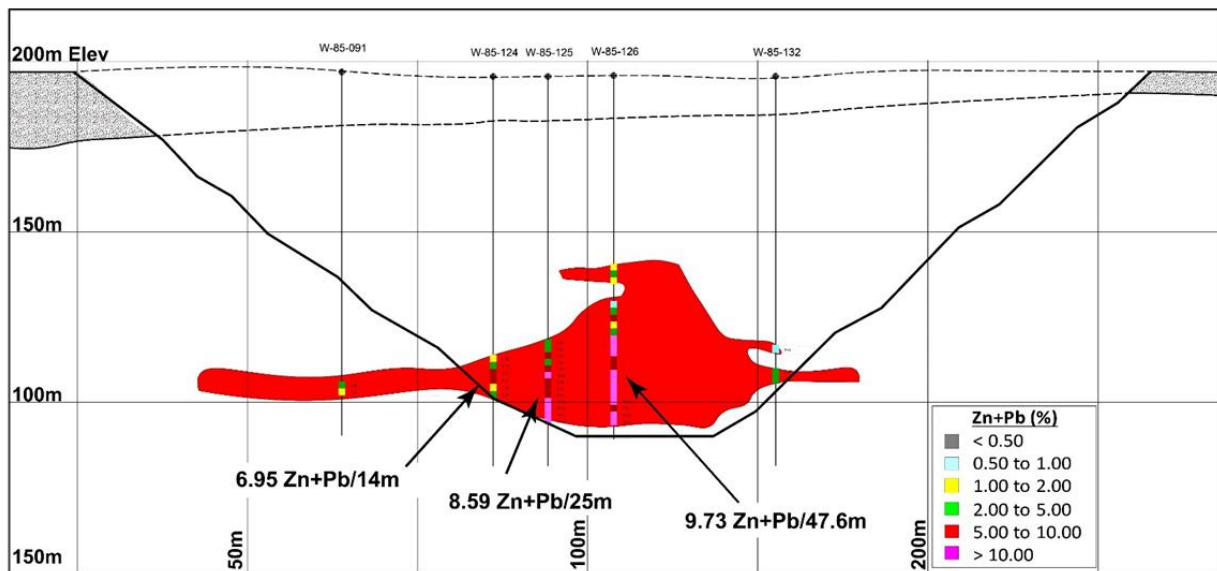 W-85-091
W-85-124
W-85-125
W-85-126
W-85-132
200m Elev
150m
100m
6.95 Zn+Pb/14m
8.59 Zn+Pb/25m
9.73 Zn+Pb/47.6m
Zn+Pb (%)
< 0.50
0.50 to 1.00
1.00 to 2.00
2.00 to 5.00
5.00 to 10.00
> 10.00
150m
50m
100m
200m